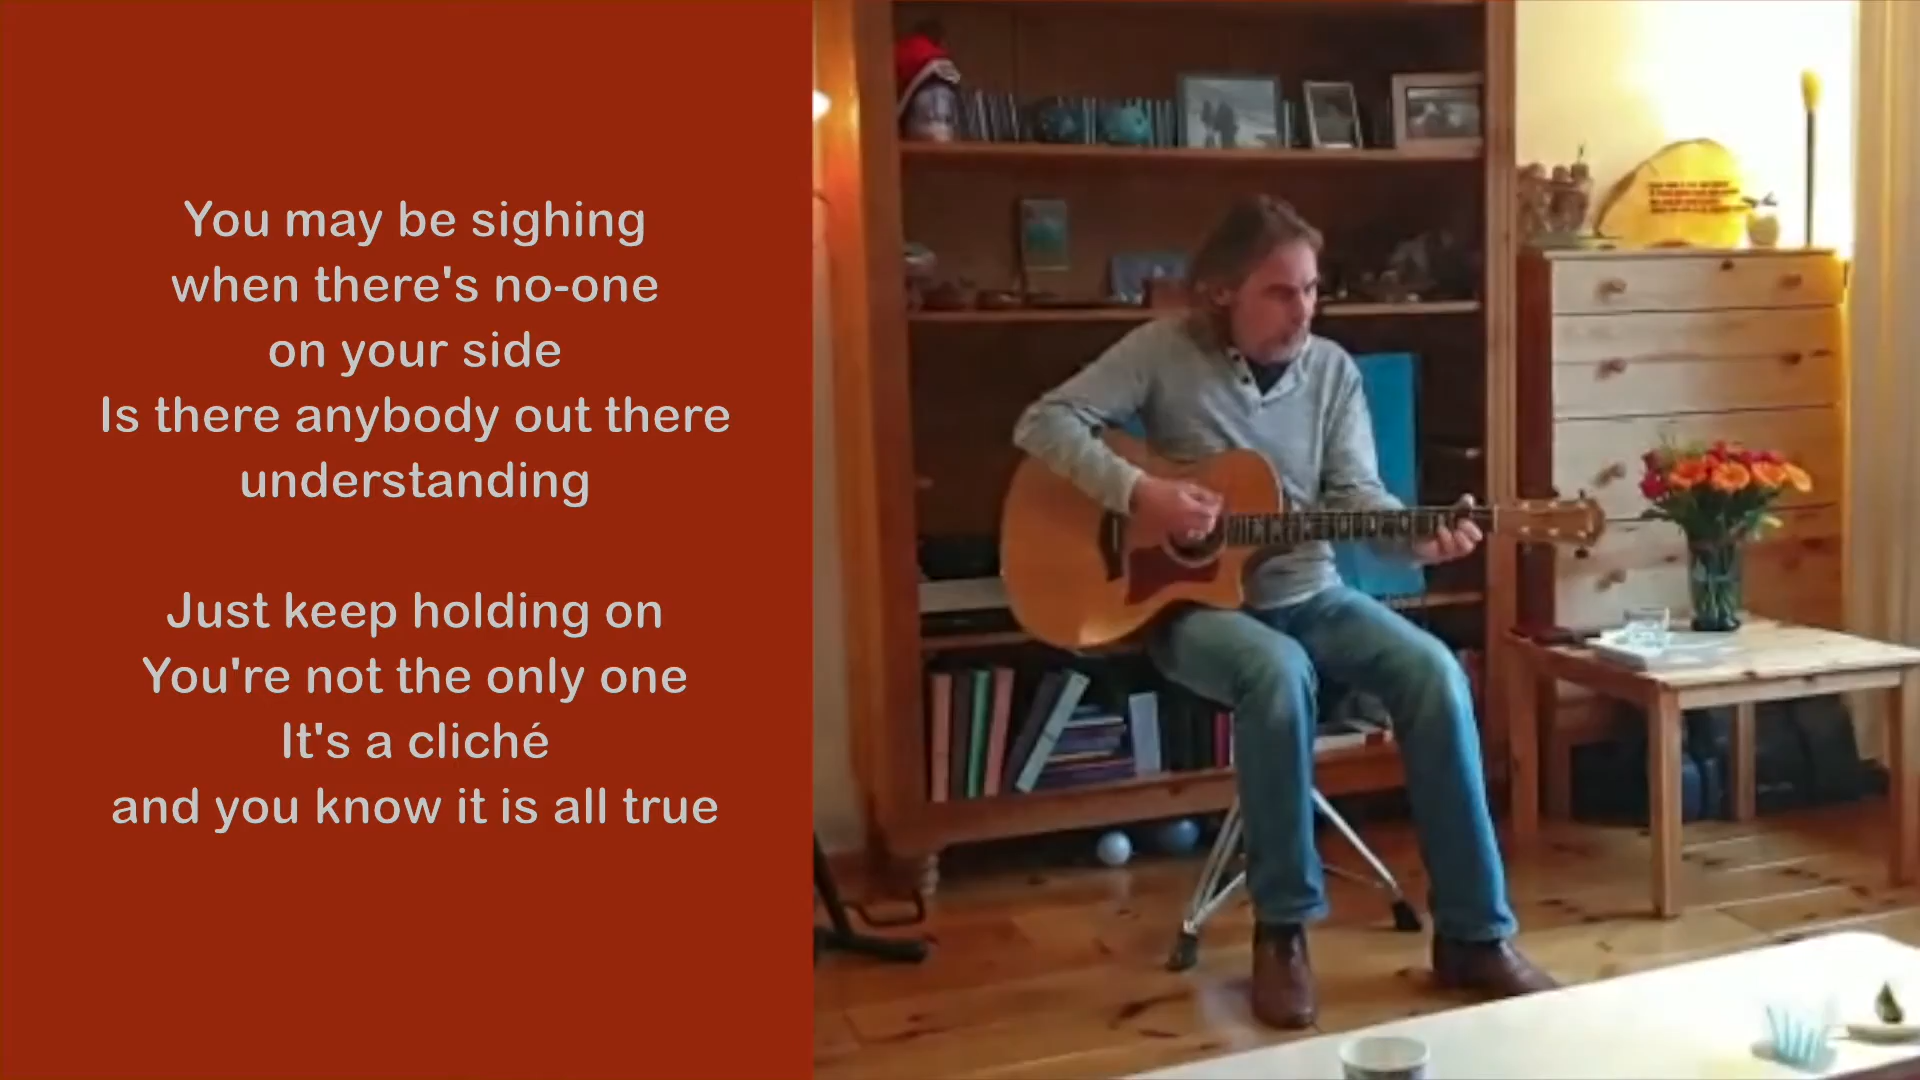 You may be sighing
when there's no-one
on your side
Is there anybody out there
understanding
Just keep holding on
You're not the only one
It's a cliché
and you know it is all true